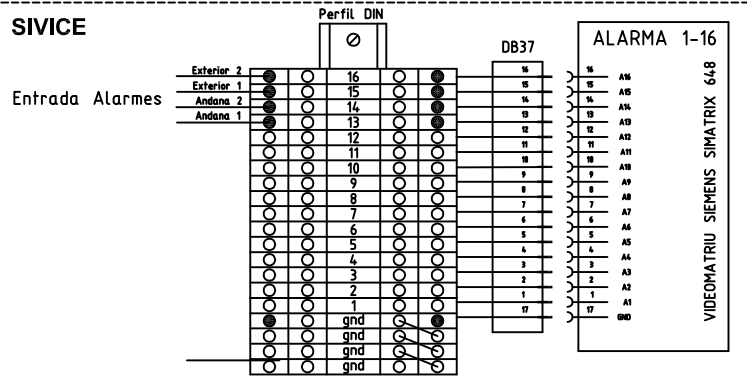 Perfil DIN
SIVICE
DB37
ALARMA 1-16
Entrada Alarmes
Exterior 2
Exterior 1
Andana 2
Andana 1
16
15
14
13
12
11
10
9
8
7
6
5
4
3
2
1
gnd
gnd
gnd
gnd
16
15
14
13
12
11
10
9
8
7
6
5
4
3
2
1
17
16 A16
15 A15
14 A14
13 A13
12 A12
11 A11
10 A10
9 A9
8 A8
7 A7
6 A6
5 A5
4 A4
3 A3
2 A2
1 A1
17 GND
VIDEOMATRIU SIEMENS SIMATRIX 648